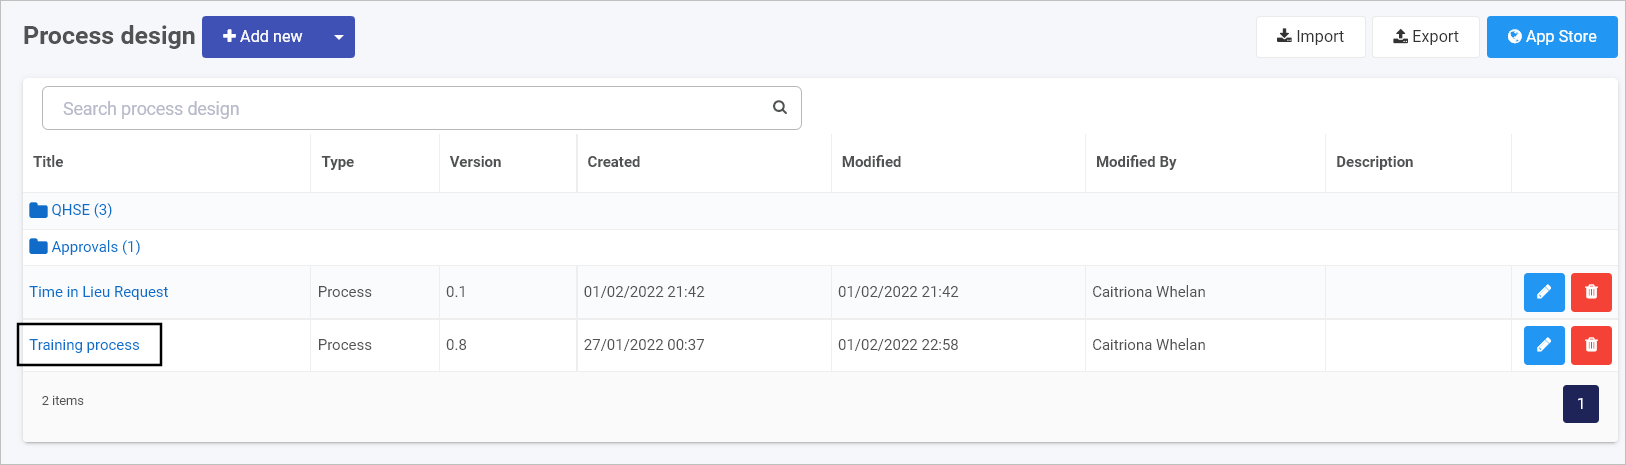 Process design Add new Import Export App Store
Search process design
Title Type Version Created Modified Modified By Description
QHSE (3)
Approvals (1)
Time in Lieu Request Process 0.1 01/02/2022 21:42 01/02/2022 21:42 Caitriona Whelan
Training process Process 0.8 27/01/2022 00:37 01/02/2022 22:58 Caitriona Whelan
2 items 1